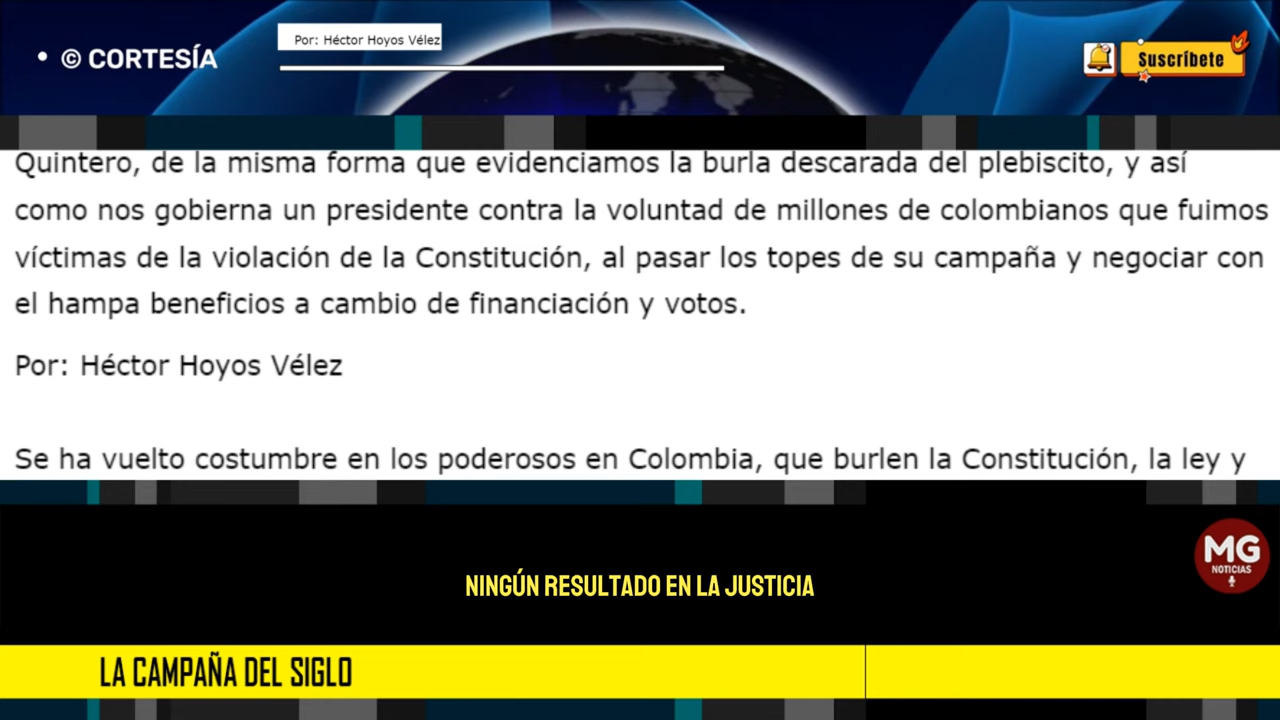 • © CORTESÍA
Por: Héctor Hoyos Vélez
Suscríbete
Quintero, de la misma forma que evidenciamos la burla descarada del plebiscito, y así
como nos gobierna un presidente contra la voluntad de millones de colombianos que fuimos
víctimas de la violación de la Constitución, al pasar los topes de su campaña y negociar con
el hampa beneficios a cambio de financiación y votos.
Por: Héctor Hoyos Vélez
Se ha vuelto costumbre en los poderosos en Colombia, que burlen la Constitución, la ley y
MG
NOTICIAS
NINGÚN RESULTADO EN LA JUSTICIA
LA CAMPAÑA DEL SIGLO